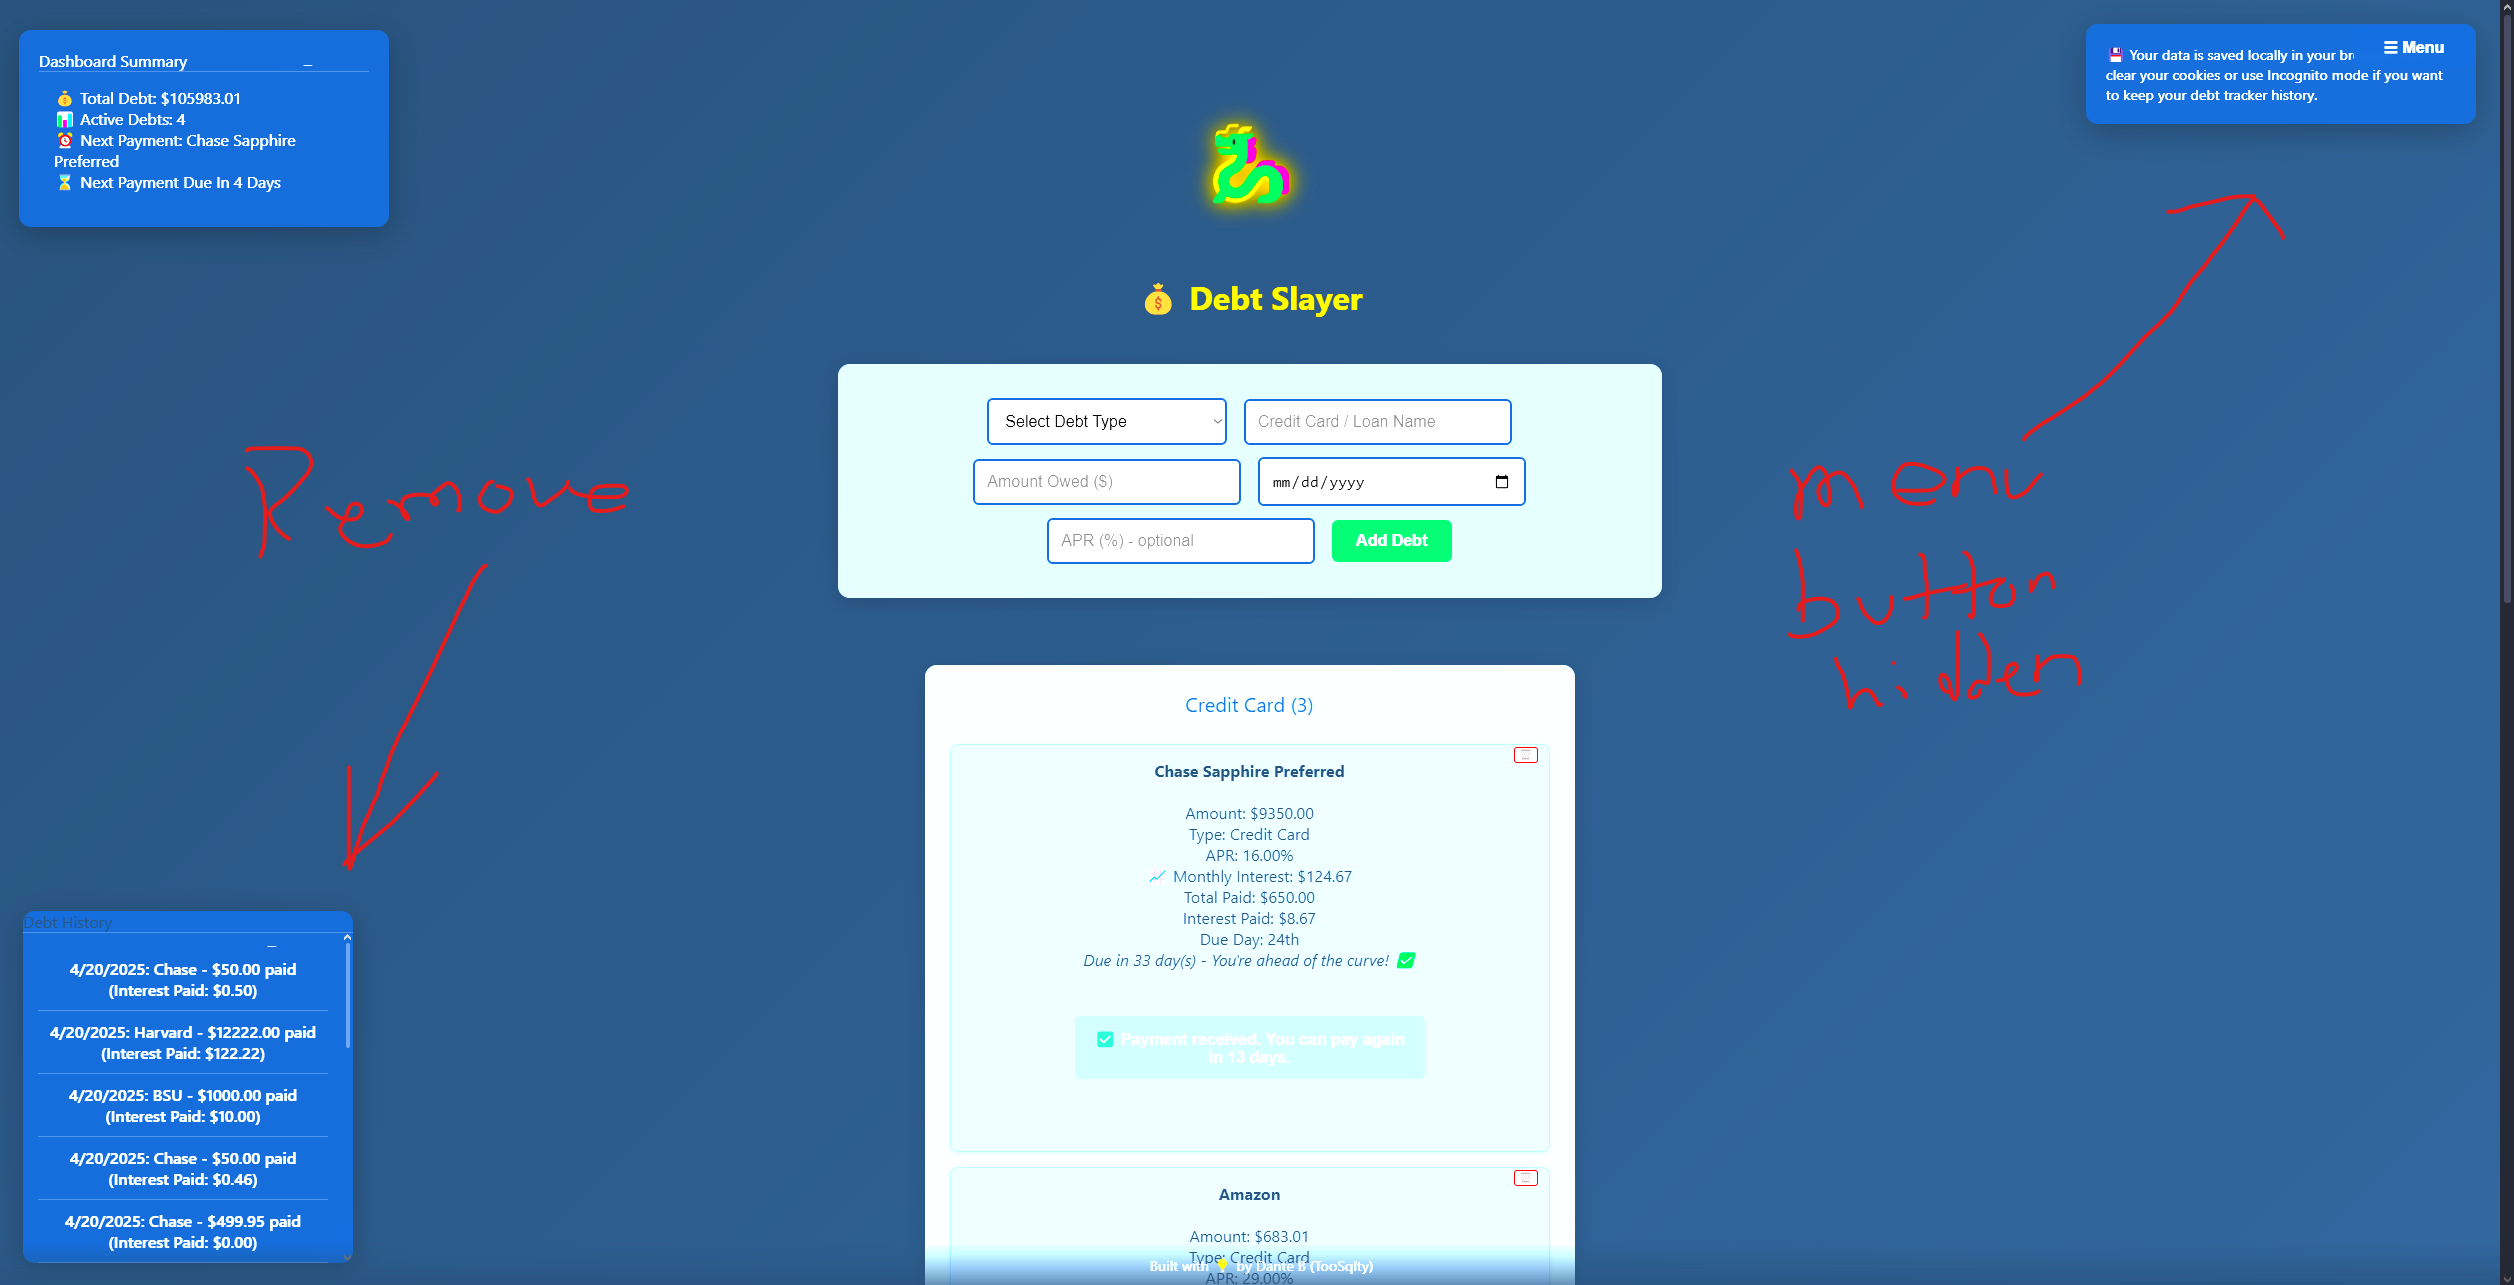 Dashboard Summary
💰 Total Debt: $105983.01
📊 Active Debts: 4
⏰ Next Payment: Chase Sapphire
Preferred
⏳ Next Payment Due In 4 Days
💾 Your data is saved locally in your
☰ Menu
clear your cookies or use Incognito mode if you want
to keep your debt tracker history.
💰 Debt Slayer
Select Debt Type
Credit Card / Loan Name
Amount Owed ($)
mm/dd/yyyy
APR (%) - optional
Add Debt
Remove
menu
button
hidden
Credit Card (3)
Chase Sapphire Preferred
Amount: $9350.00
Type: Credit Card
APR: 16.00%
📈 Monthly Interest: $124.67
Total Paid: $650.00
Interest Paid: $8.67
Due Day: 24th
Due in 33 day(s) - You're ahead of the curve! ✅
✅ Payment received. You can pay again
in 13 days.
Amazon
Amount: $683.01
Type: Credit Card
APR: 29.00%
Built with 💡 by Dante B (TooSqlty)
Debt History
4/20/2025: Chase - $50.00 paid
(Interest Paid: $0.50)
4/20/2025: Harvard - $12222.00 paid
(Interest Paid: $122.22)
4/20/2025: BSU - $1000.00 paid
(Interest Paid: $10.00)
4/20/2025: Chase - $50.00 paid
(Interest Paid: $0.46)
4/20/2025: Chase - $499.95 paid
(Interest Paid: $0.00)